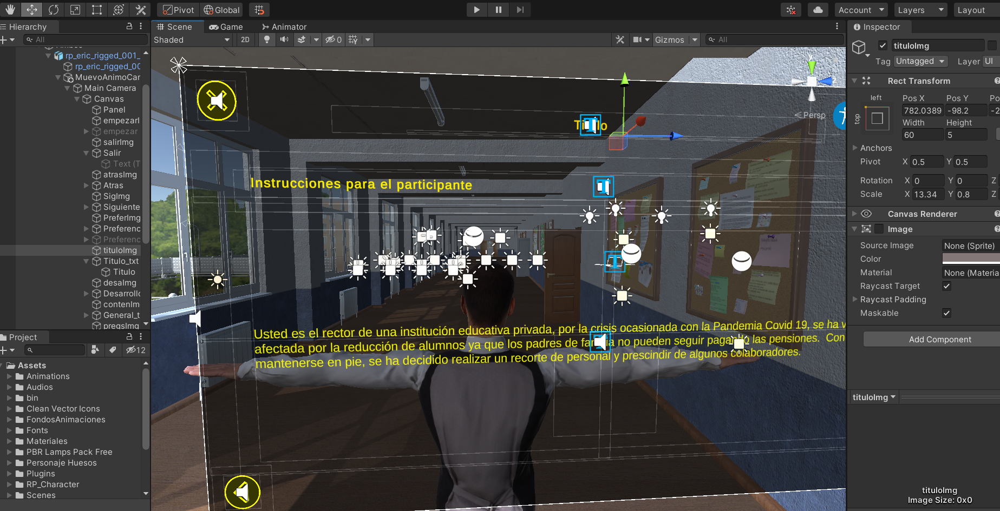 Pivot
Global
Account
Layers
Layout
Hierarchy
All
rp_eric_rigged_001_
rp_eric_rigged_00
MuevoAnimoCar
Main Camera
Canvas
Panel
empezarI
empezar
salirImg
Salir
Text (T
atrasImg
Atras
SigImg
Siguiente
PreferImg
Preferenc
Preferenc
tituloImg
Titulo_txt
Titulo
desaImg
Desarrollo
contenIm
General_t
pregsImg
Project
12
Assets
Animations
Audios
bin
Clean Vector Icons
FondosAnimaciones
Fonts
Materiales
PBR Lamps Pack Free
Personaje Huesos
Plugins
RP_Character
Scenes
Scene
Game
Animator
Shaded
2D
0
Gizmos
All
y
z
Persp
Instrucciones para el participante
Usted es el rector de una institución educativa privada, por la crisis ocasionada con la Pandemia Covid 19, se ha v
afectada por la reducción de alumnos ya que los padres de familia no pueden seguir pagando las pensiones. Con
mantenerse en pie, se ha decidido realizar un recorte de personal y prescindir de algunos colaboradores.
Inspector
tituloImg
Tag Untagged Layer UI
Rect Transform
left
top
Pos X Pos Y Po
782.0389 -98.2 -2
Width Height
60 5
Anchors
Pivot X 0.5 Y 0.5
Rotation X 0 Y 0 Z
Scale X 13.34 Y 0.8 Z
Canvas Renderer
Image
Source Image None (Sprite)
Color
Material None (Materia
Raycast Target
Raycast Padding
Maskable
Add Component
tituloImg
tituloImg
Image Size: 0x0